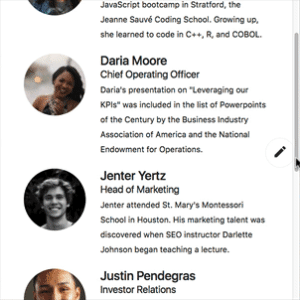 JavaScript bootcamp in Stratford, the
Jeanne Sauvé Coding School. Growing up,
she learned to code in C++, R, and COBOL.
Daria Moore
Chief Operating Officer
Daria's presentation on "Leveraging our
KPIs" was included in the list of Powerpoints
of the Century by the Business Industry
Association of America and the National
Endowment for Operations.
Jenter Yertz
Head of Marketing
Jenter attended St. Mary's Montessori
School in Houston. His marketing talent was
discovered when SEO instructor Darlette
Johnson began teaching a lecture.
Justin Pendegras
Investor Relations